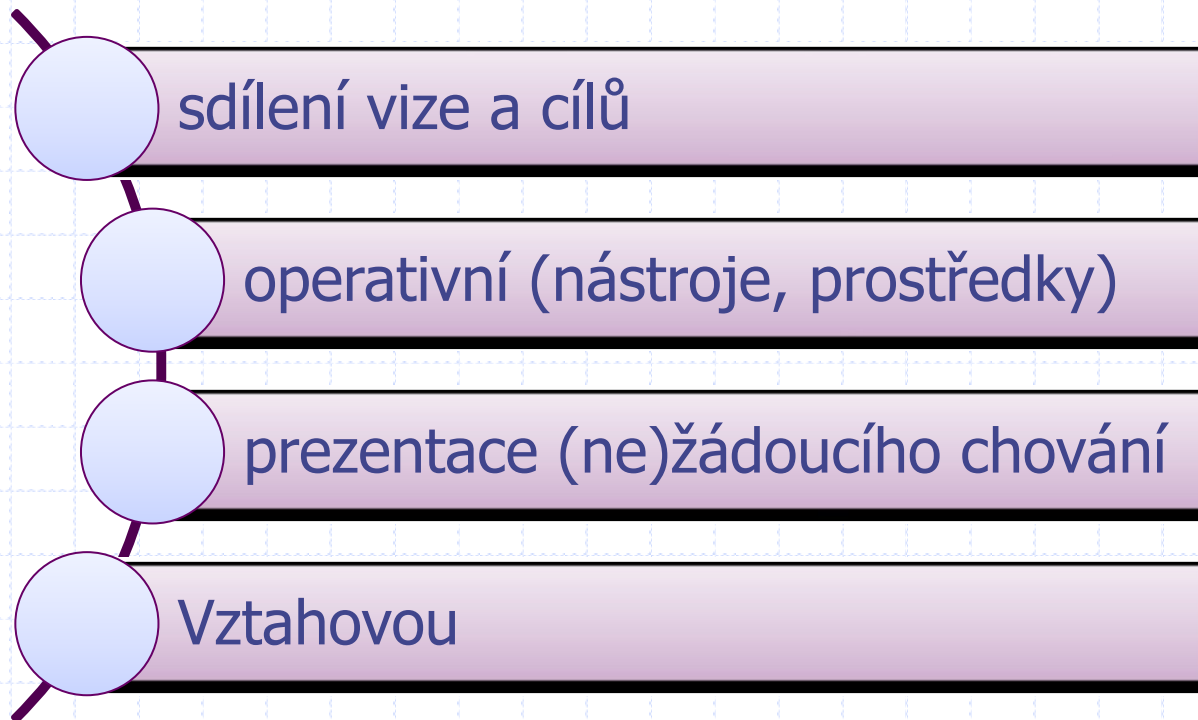 sdílení vize a cílů
operativní (nástroje, prostředky)
prezentace (ne)žádoucího chování
Vztahovou